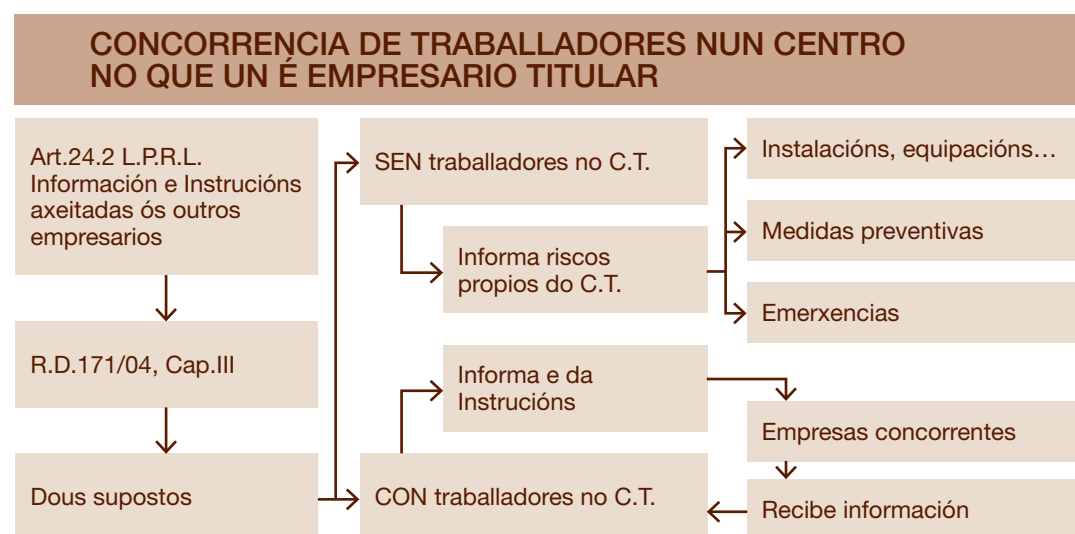 CONCORRENCIA DE TRABALLADORES NUN CENTRO
NO QUE UN É EMPRESARIO TITULAR
Art.24.2 L.P.R.L.
Información e Instrucións
axeitadas ós outros
empresarios
R.D.171/04, Cap.III
Dous supostos
SEN traballadores no C.T.
Informa riscos
propios do C.T.
Instalacións, equipacións…
Medidas preventivas
Emerxencias
Informa e da
Instrucións
CON traballadores no C.T.
Empresas concorrentes
Recibe información